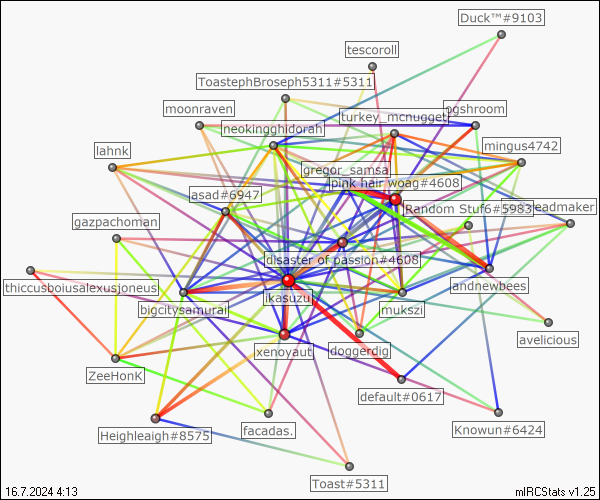 Duck™#9103
tescoroll
ToastephBroseph5311#5311
moonraven
turkey_mcnugget
pgshroom
neokingghidorah
mingus4742
lahnk
gregor_samsa
pink hair woag#4608
asad#6947
Random Stuf6#5983
gazpachoman
disaster of passion#4608
andnewbees
thiccusboiusalexusjoneus
ikasuzu
bigcitysamurai
mukszi
avelicious
xenoyaut
doggerdig
ZeeHonK
default#0617
Heighleaigh#8575
facadas.
Knowun#6424
Toast#5311
16.7.2024 4:13
mIRCStats v1.25